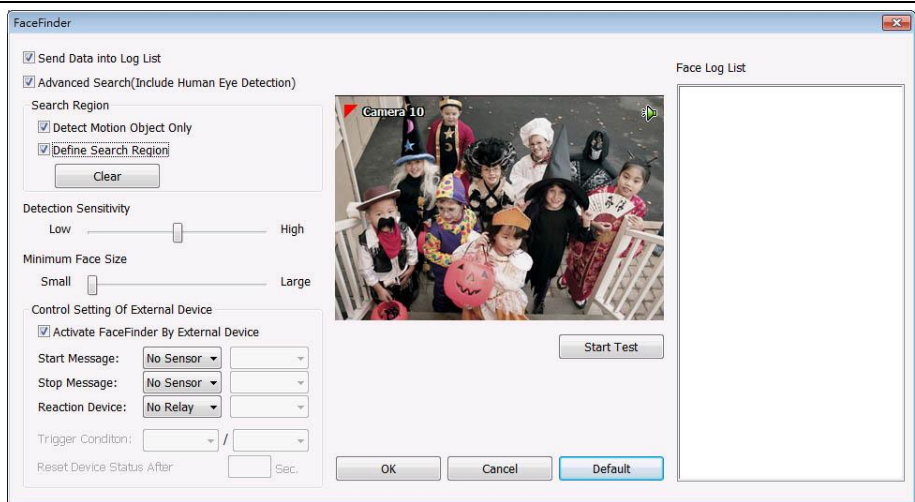 FaceFinder
Send Data into Log List
Advanced Search(Include Human Eye Detection)
Search Region
Detect Motion Object Only
Define Search Region
Clear
Detection Sensitivity
Low High
Minimum Face Size
Small Large
Control Setting Of External Device
Activate FaceFinder By External Device
Start Message: No Sensor
Stop Message: No Sensor
Reaction Device: No Relay
Trigger Conditon: /
Reset Device Status After Sec.
Camera 10
Start Test
OK Cancel Default
Face Log List